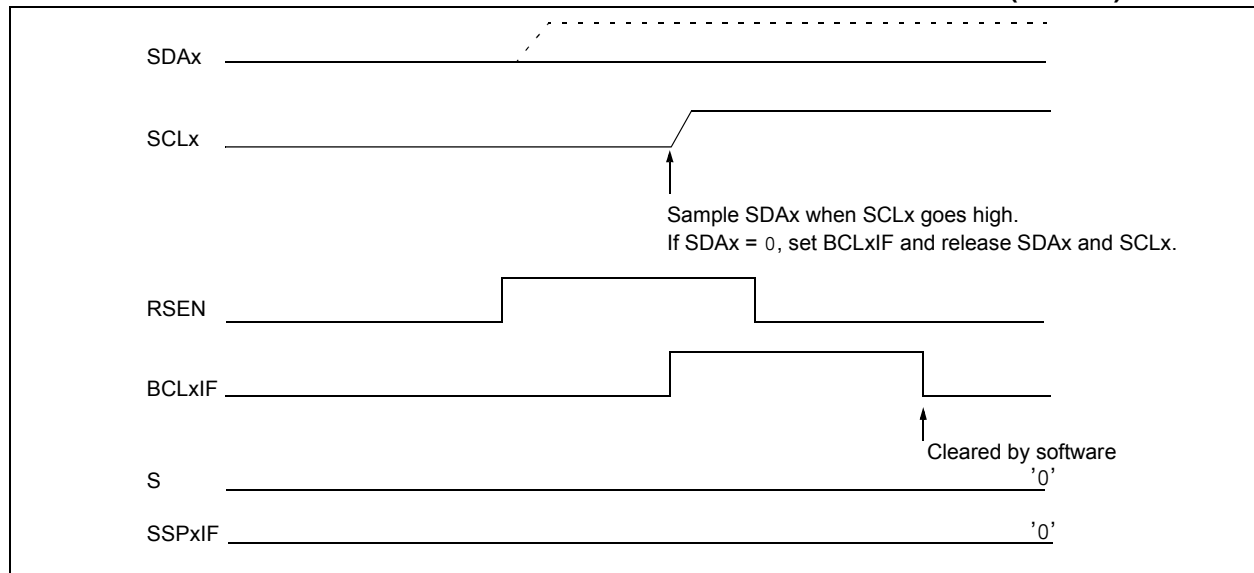 SDAx
SCLx
Sample SDAx when SCLx goes high.
If SDAx = 0, set BCLxIF and release SDAx and SCLx.
RSEN
BCLxIF
Cleared by software
S
'0'
SSPxIF
'0'